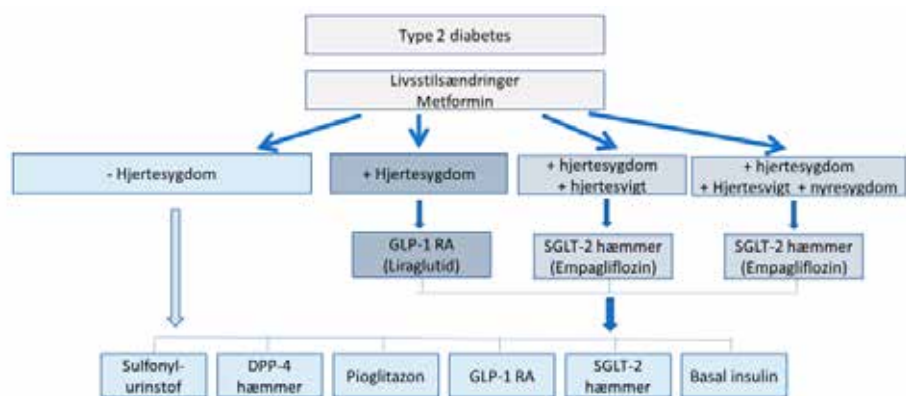 Type 2 diabetes
Livsstilsændringer
Metformin
- Hjertesygdom
+ Hjertesygdom
+ hjertesygdom
+ hjertesvigt
+ hjertesygdom
+ Hjertesvigt + nyresygdom
GLP-1 RA
(Liraglutid)
SGLT-2 hæmmer
(Empagliflozin)
SGLT-2 hæmmer
(Empagliflozin)
Sulfonyl-
urinstof
DPP-4
hæmmer
Pioglitazon
GLP-1 RA
SGLT-2
hæmmer
Basal insulin